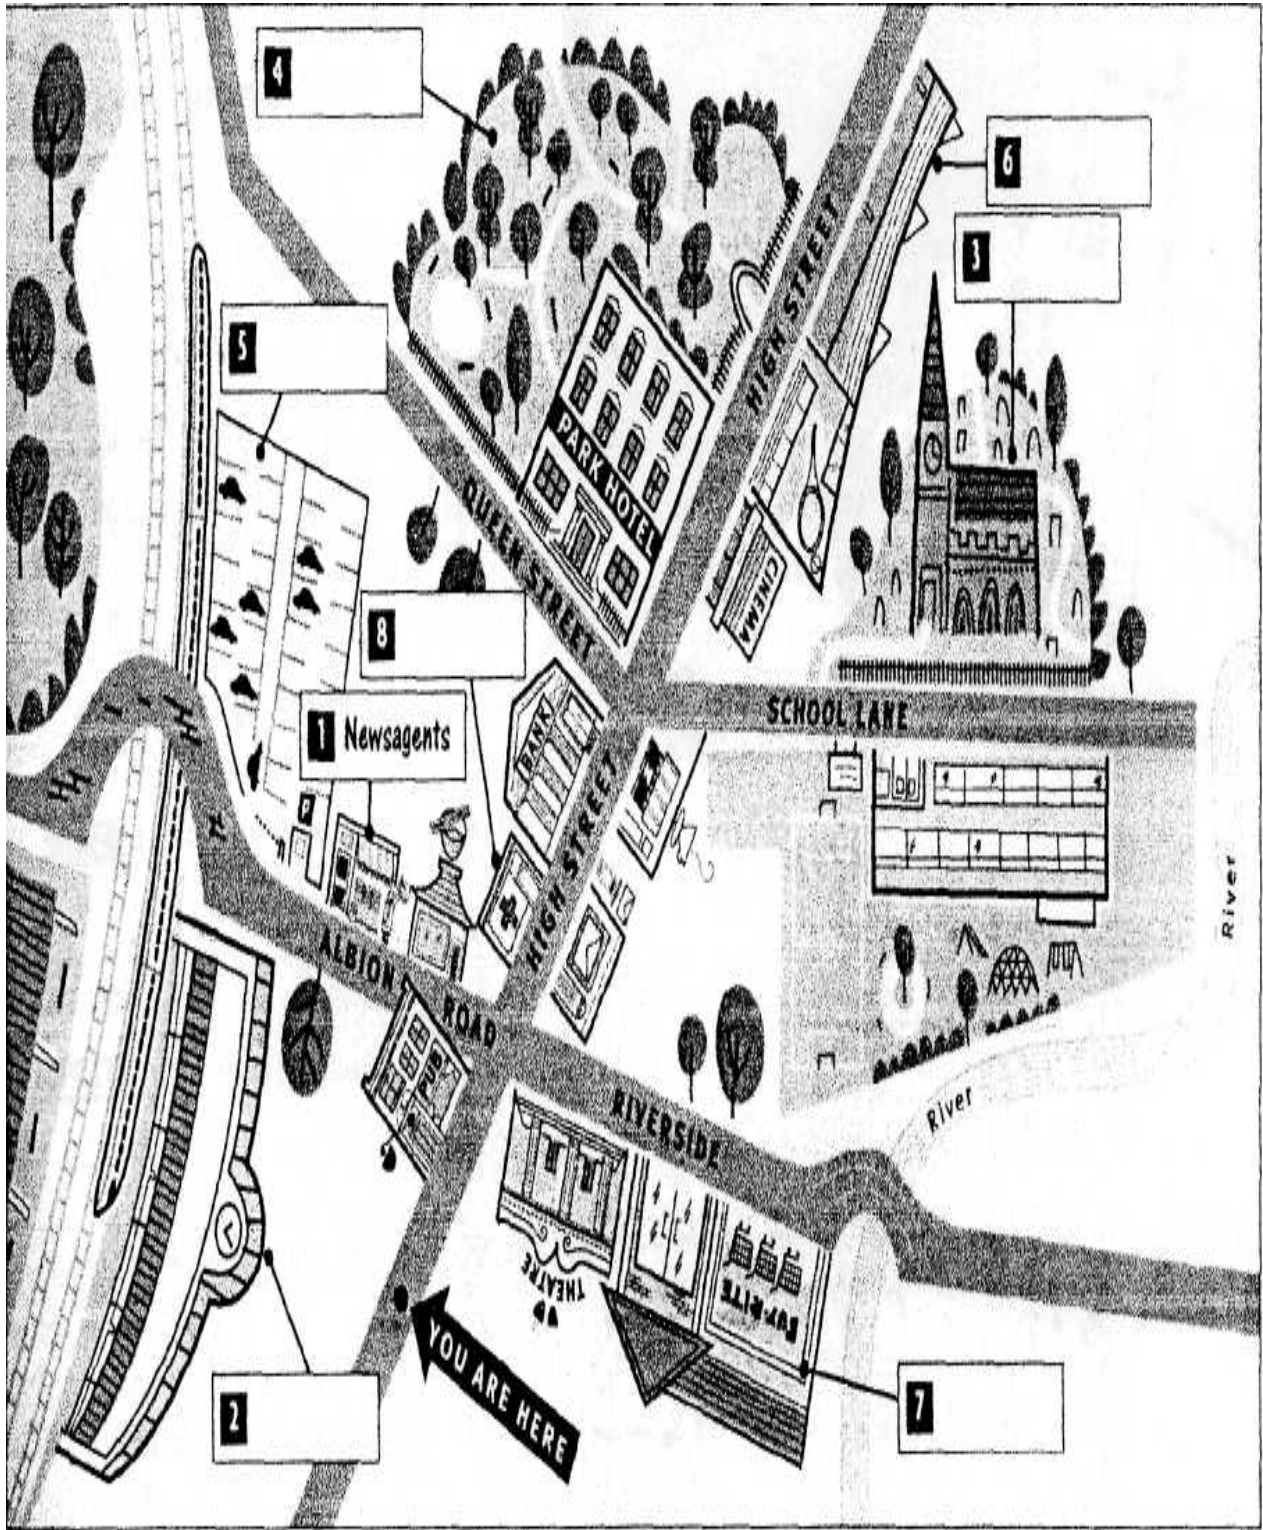 4
6
3
5
HIGH STREET
PARK HOTEL
QUEEN STREET
CINEMA
8
1 Newsagents
BANK
SCHOOL LANE
P
HIGH STREET
River
ALBION ROAD
PUB
RIVERSIDE
River
THEATRE
BUY-RITE
YOU ARE HERE
2
7